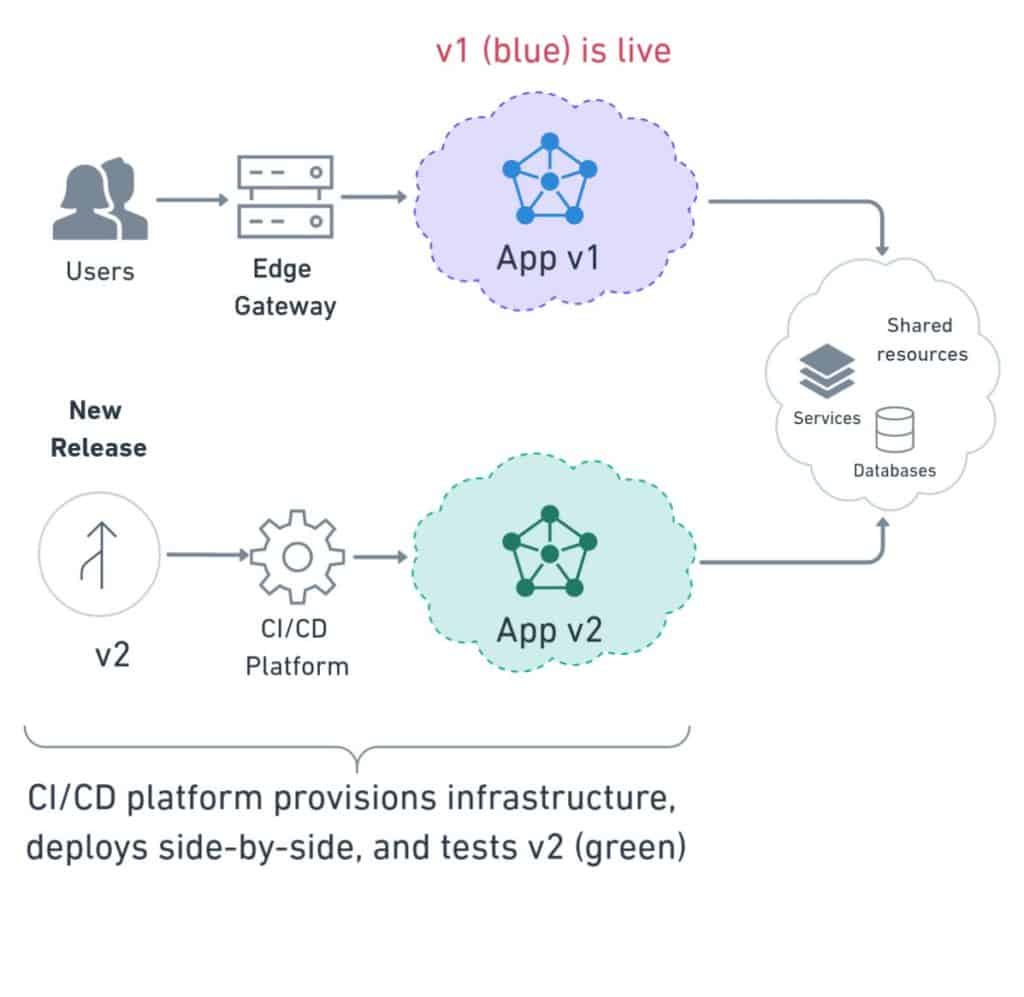 v1 (blue) is live
Users
Edge
Gateway
App v1
Shared
resources
Services
Databases
New
Release
v2
CI/CD
Platform
App v2
CI/CD platform provisions infrastructure,
deploys side-by-side, and tests v2 (green)